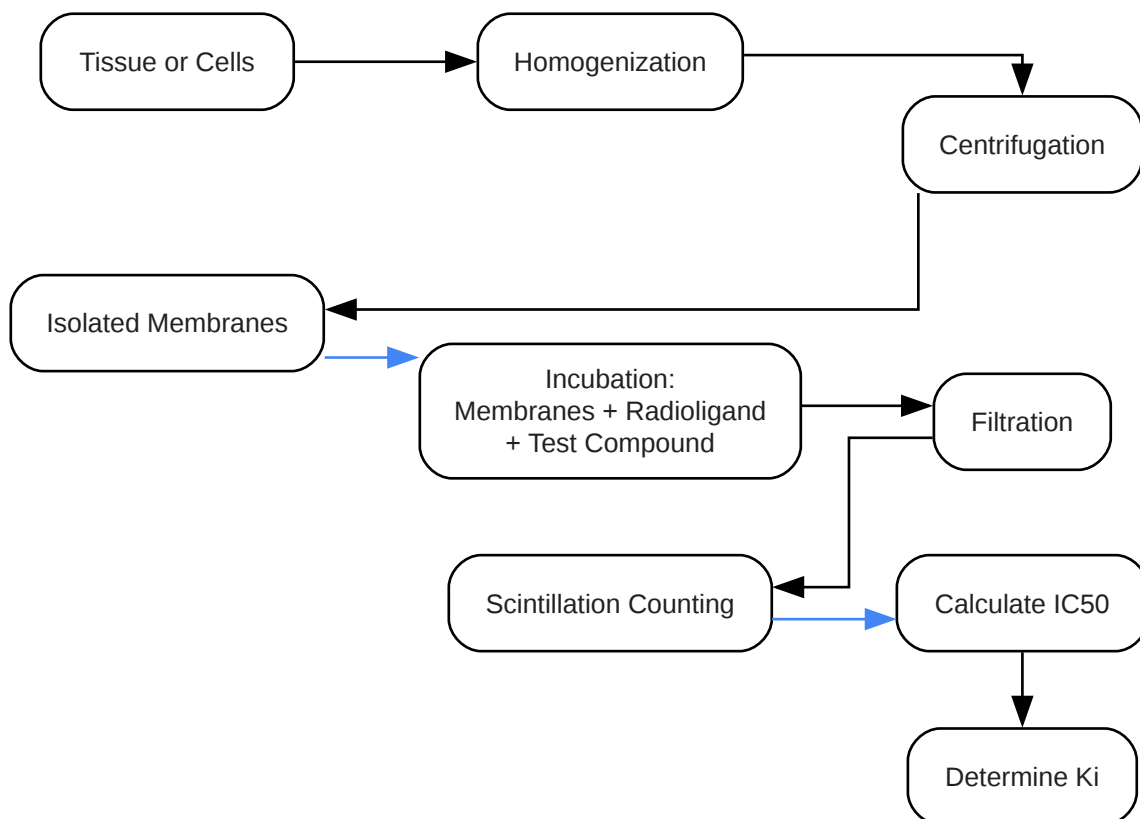 Tissue or Cells
Homogenization
Centrifugation
Isolated Membranes
Incubation:
Membranes + Radioligand
+ Test Compound
Filtration
Scintillation Counting
Calculate IC50
Determine Ki